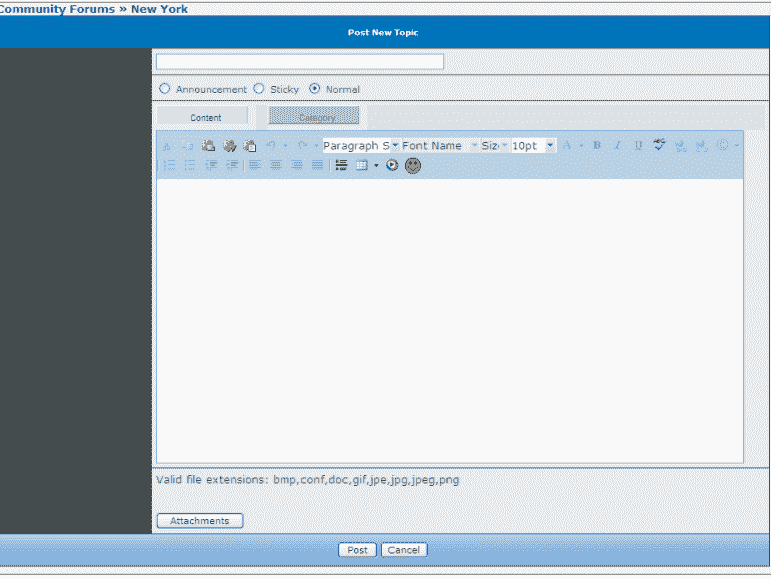 Community Forums » New York
Post New Topic
Announcement Sticky Normal
Content Category
Paragraph S Font Name Siz 10pt A B I U
Valid file extensions: bmp,conf,doc,gif,jpe,jpg,jpeg,png
Attachments
Post Cancel